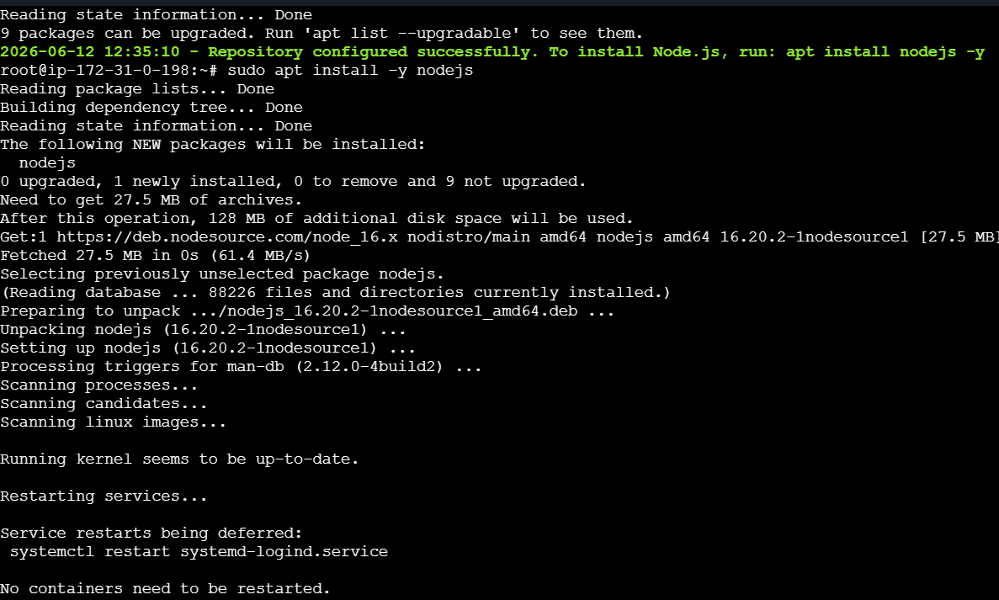 Reading state information... Done
9 packages can be upgraded. Run 'apt list --upgradable' to see them.
2026-06-12 12:35:10 - Repository configured successfully. To install Node.js, run: apt install nodejs -y
root@ip-172-31-0-198:~# sudo apt install -y nodejs
Reading package lists... Done
Building dependency tree... Done
Reading state information... Done
The following NEW packages will be installed:
  nodejs
0 upgraded, 1 newly installed, 0 to remove and 9 not upgraded.
Need to get 27.5 MB of archives.
After this operation, 128 MB of additional disk space will be used.
Get:1 https://deb.nodesource.com/node_16.x nodistro/main amd64 nodejs amd64 16.20.2-1nodesource1 [27.5 MB]
Fetched 27.5 MB in 0s (61.4 MB/s)
Selecting previously unselected package nodejs.
(Reading database ... 88226 files and directories currently installed.)
Preparing to unpack .../nodejs_16.20.2-1nodesource1_amd64.deb ...
Unpacking nodejs (16.20.2-1nodesource1) ...
Setting up nodejs (16.20.2-1nodesource1) ...
Processing triggers for man-db (2.12.0-4build2) ...
Scanning processes...
Scanning candidates...
Scanning linux images...

Running kernel seems to be up-to-date.

Restarting services...

Service restarts being deferred:
 systemctl restart systemd-logind.service

No containers need to be restarted.